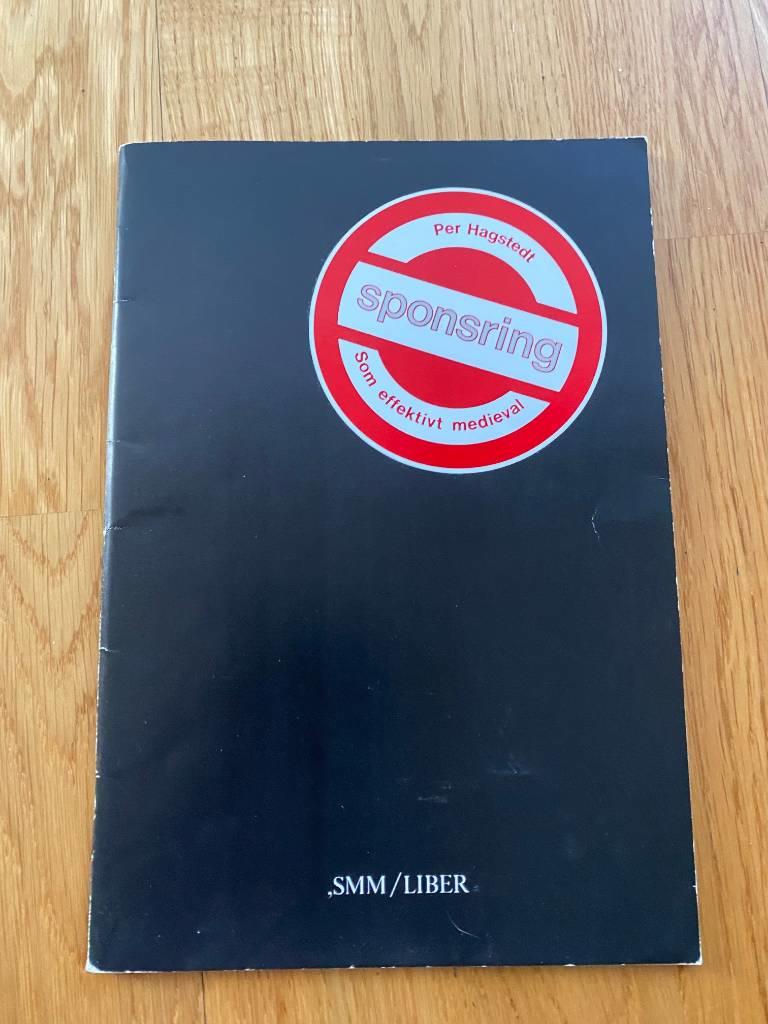 Per Hagstedt
sponsring
Som effektivt medieval
,SMM/LIBER